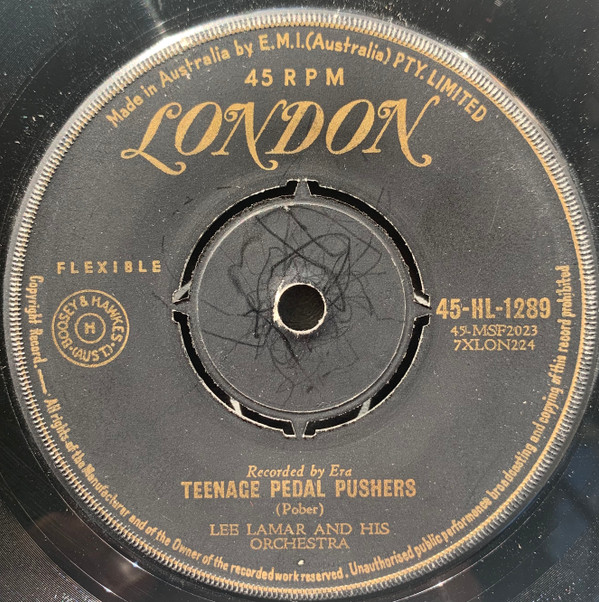 Made in Australia by E.M.I. (Australia) PTY. LIMITED
45 RPM
LONDON
FLEXIBLE
BOOSEY & HAWKES
H
(AUST.)
45-HL-1289
45-MSF2023
7XLON224
Recorded by Era
TEENAGE PEDAL PUSHERS
(Pober)
LEE LAMAR AND HIS
ORCHESTRA
Copyright Record. — All rights of the Manufacturer and of the Owner of the recorded work reserved. Unauthorised public performance broadcasting and copying of this record prohibited